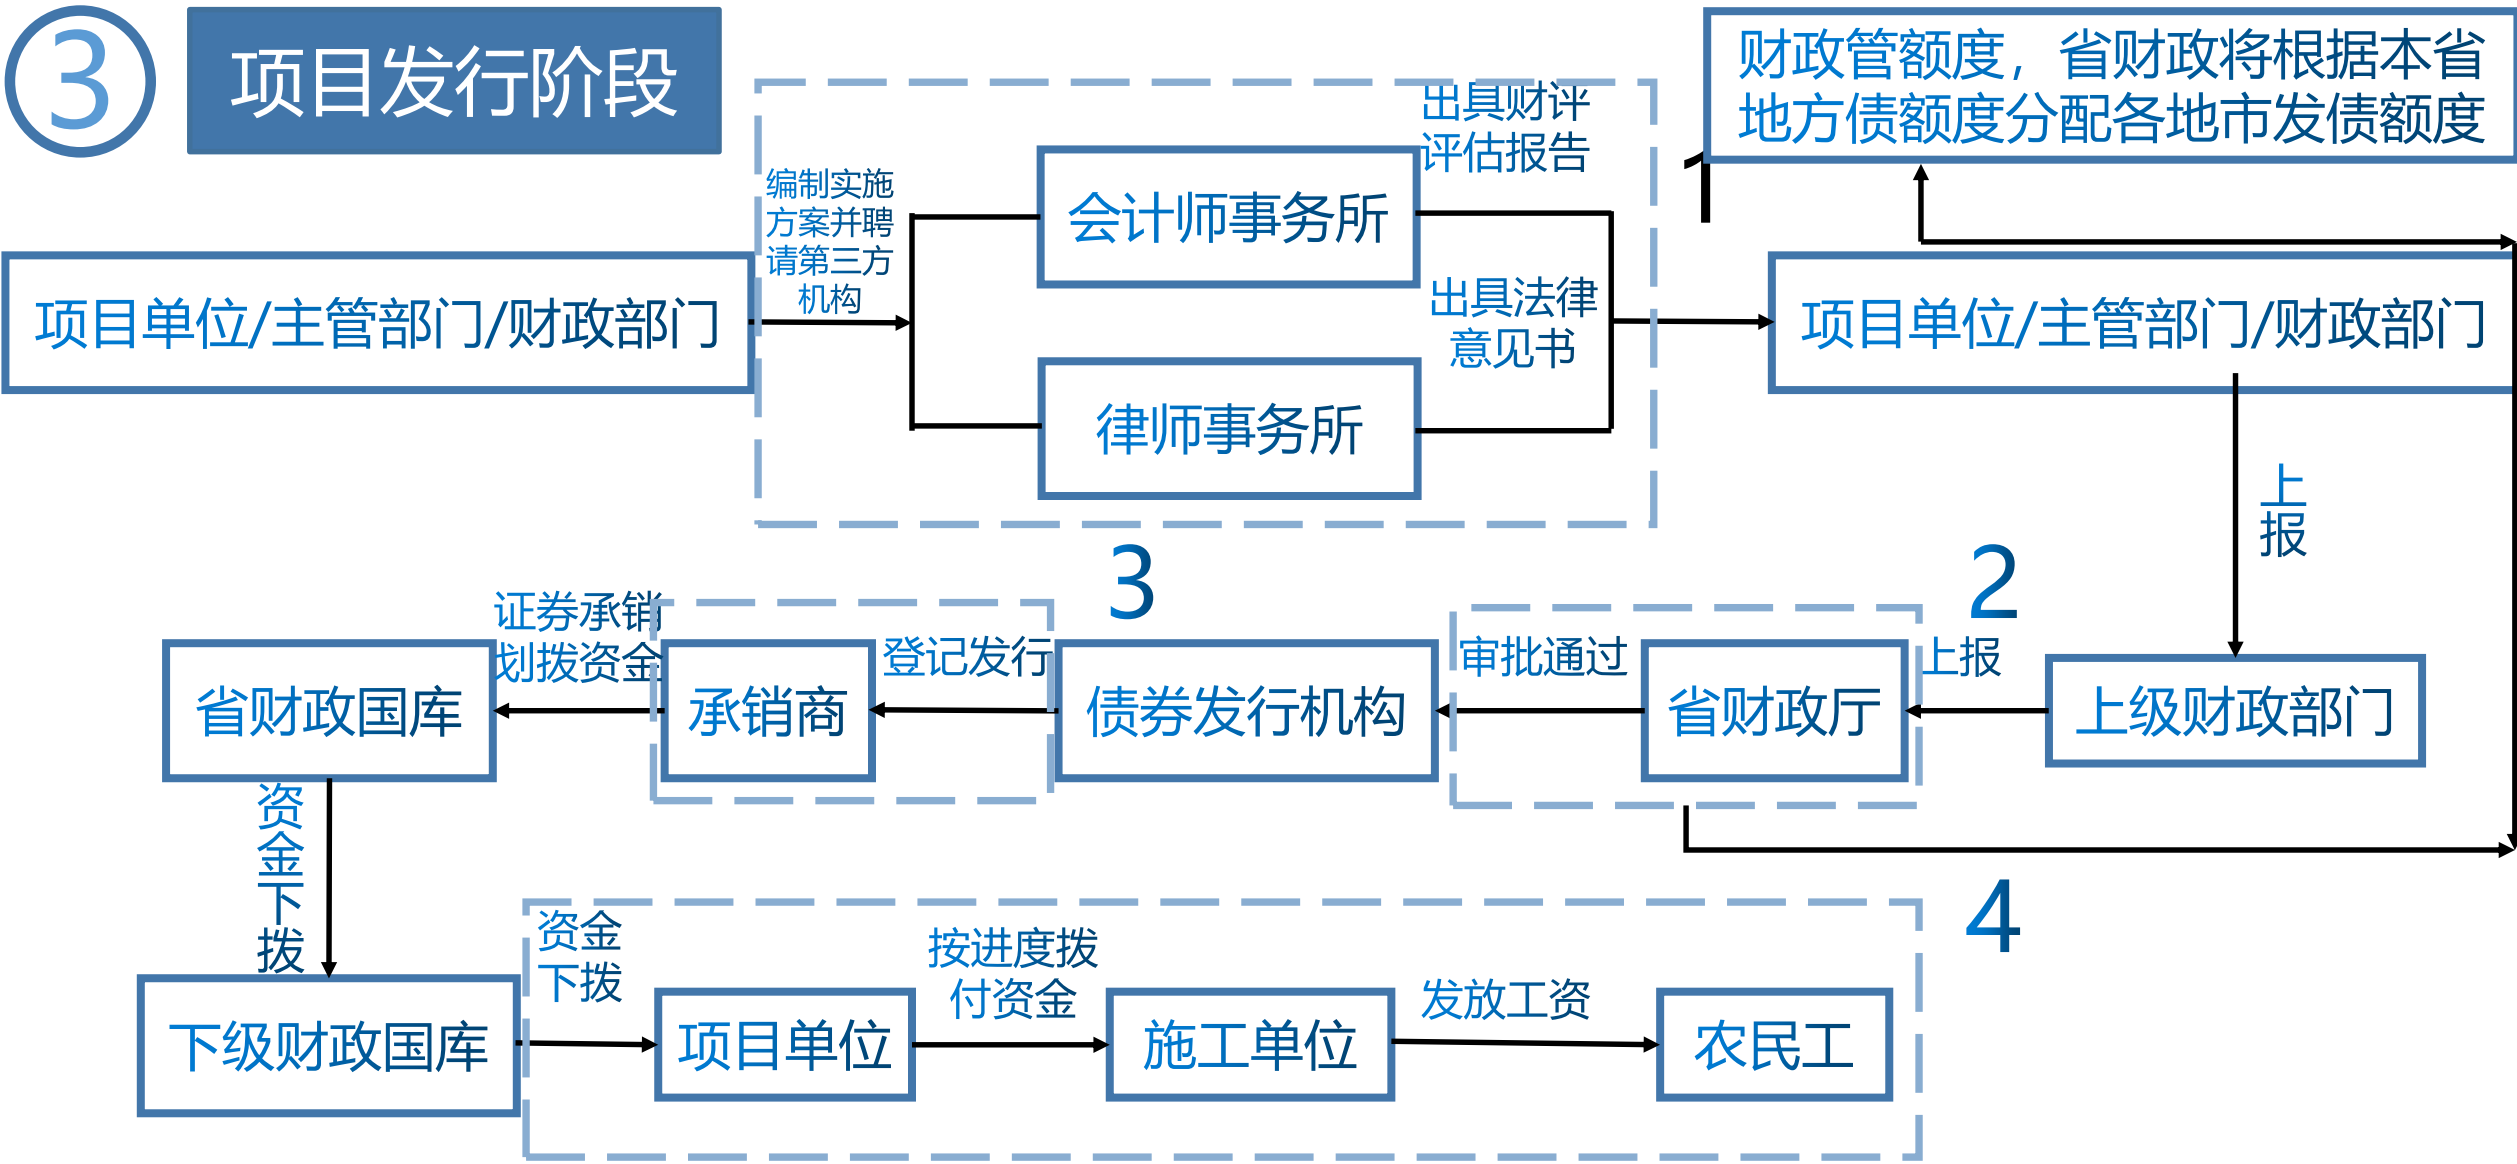 ③
项目发行阶段
财政管额度，省财政将根据本省
地方债额度分配各地市发债额度
1
出具财评
评估报告
编制实施
方案并聘
请第三方
机构
会计师事务所
项目单位/主管部门/财政部门
出具法律
意见书
律师事务所
项目单位/主管部门/财政部门
上
报
3
2
证券承销
划拨资金
登记发行
审批通过
上报
省财政国库
承销商
债券发行机构
省财政厅
上级财政部门
资
金
下
拨
4
资金
下拨
按进度拨
付资金
发放工资
下级财政国库
项目单位
施工单位
农民工